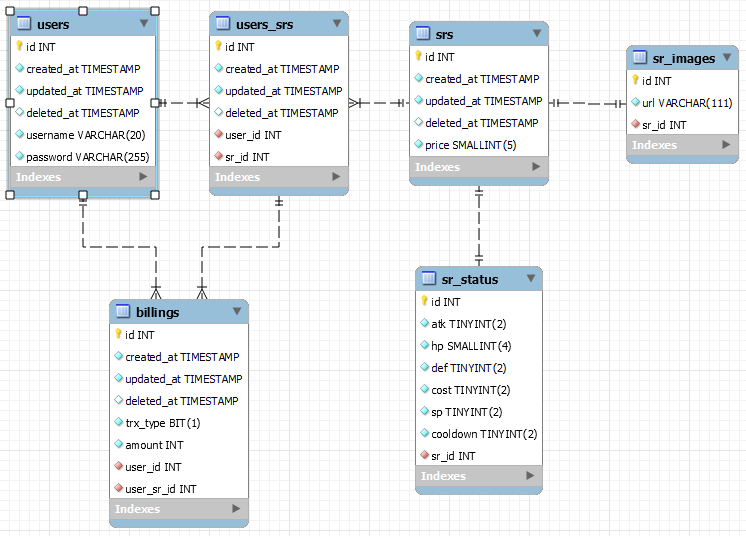 users
id INT
created_at TIMESTAMP
updated_at TIMESTAMP
deleted_at TIMESTAMP
username VARCHAR(20)
password VARCHAR(255)
Indexes
users_srs
id INT
created_at TIMESTAMP
updated_at TIMESTAMP
deleted_at TIMESTAMP
user_id INT
sr_id INT
Indexes
srs
id INT
created_at TIMESTAMP
updated_at TIMESTAMP
deleted_at TIMESTAMP
price SMALLINT(5)
Indexes
sr_images
id INT
url VARCHAR(111)
sr_id INT
Indexes
billings
id INT
created_at TIMESTAMP
updated_at TIMESTAMP
deleted_at TIMESTAMP
trx_type BIT(1)
amount INT
user_id INT
user_sr_id INT
Indexes
sr_status
id INT
atk TINYINT(2)
hp SMALLINT(4)
def TINYINT(2)
cost TINYINT(2)
sp TINYINT(2)
cooldown TINYINT(2)
sr_id INT
Indexes